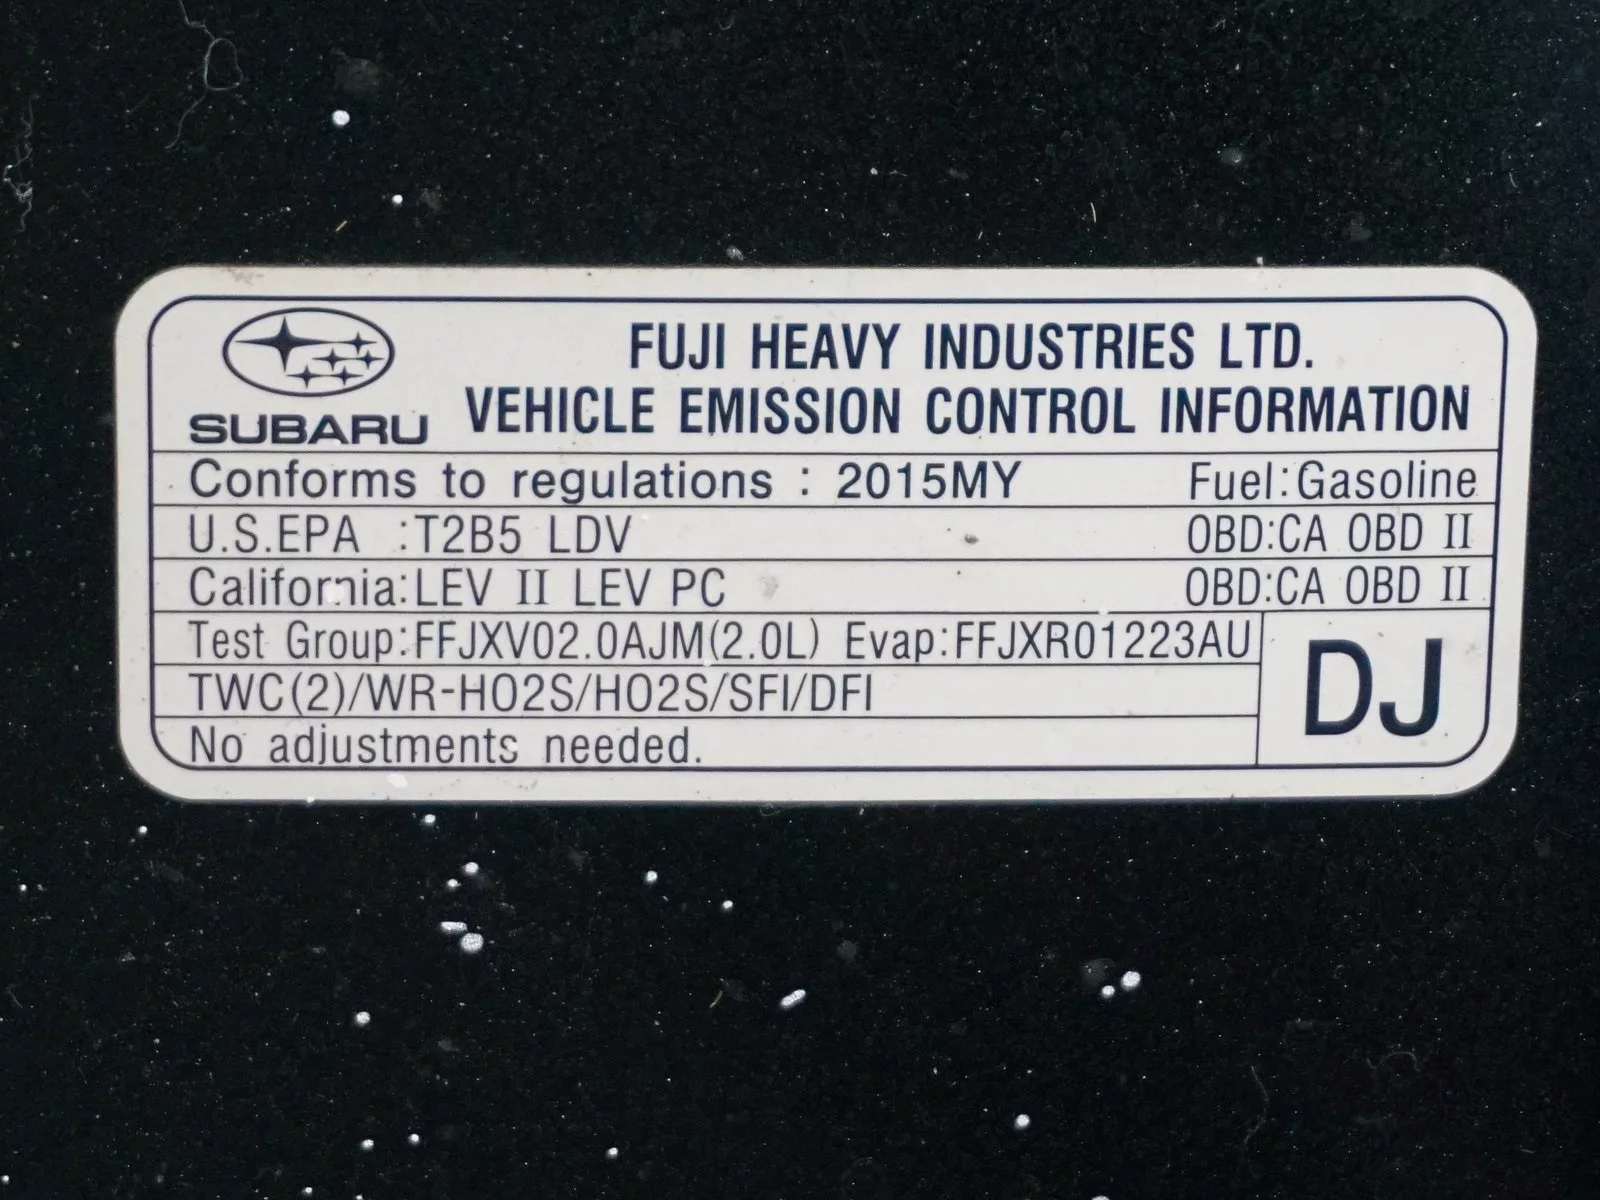 FUJI HEAVY INDUSTRIES LTD.
SUBARU VEHICLE EMISSION CONTROL INFORMATION
Conforms to regulations : 2015MY Fuel:Gasoline
U.S.EPA :T2B5 LDV OBD:CA OBD II
California:LEV II LEV PC OBD:CA OBD II
Test Group:FFJXV02.0AJM(2.0L) Evap:FFJXR01223AU
DJ
TWC(2)/WR-HO2S/HO2S/SFI/DFI
No adjustments needed.